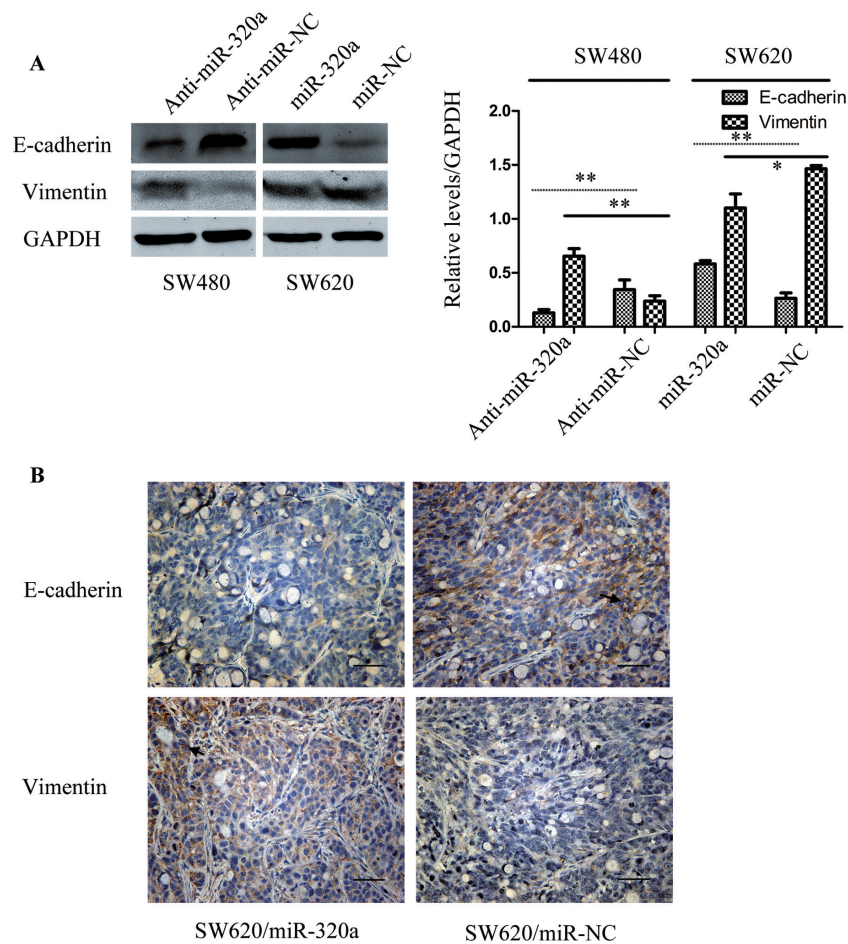 A
Anti-miR-320a
Anti-miR-NC
miR-320a
miR-NC
E-cadherin
Vimentin
GAPDH
SW480
SW620
SW480
SW620
E-cadherin
Vimentin
Relative levels/GAPDH
2.0
1.5
1.0
0.5
0.0
**
**
**
*
Anti-miR-320a
Anti-miR-NC
miR-320a
miR-NC
B
E-cadherin
Vimentin
SW620/miR-320a
SW620/miR-NC